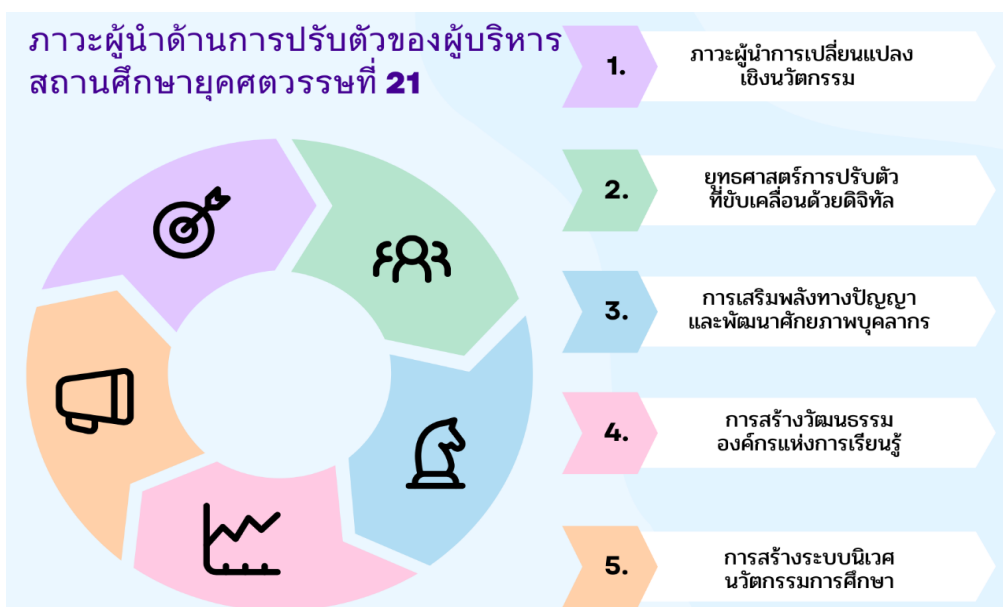 ภาวะผู้นำด้านการปรับตัวของผู้บริหาร
สถานศึกษายุคศตวรรษที่ 21
1.
ภาวะผู้นำการเปลี่ยนแปลง
เชิงนวัตกรรม
2.
ยุทธศาสตร์การปรับตัว
ที่ขับเคลื่อนด้วยดิจิทัล
3.
การเสริมพลังทางปัญญา
และพัฒนาศักยภาพบุคลากร
4.
การสร้างวัฒนธรรม
องค์กรแห่งการเรียนรู้
5.
การสร้างระบบนิเวศ
นวัตกรรมการศึกษา